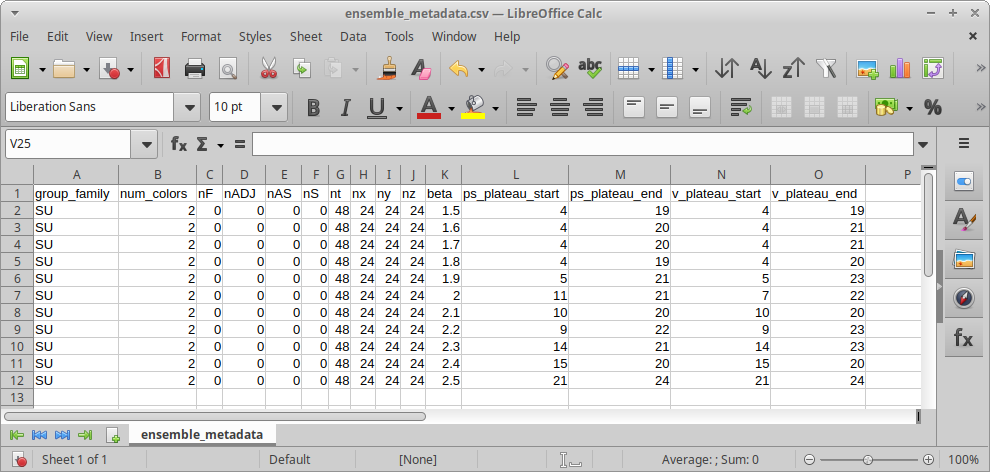 ensemble_metadata.csv — LibreOffice Calc
File Edit View Insert Format Styles Sheet Data Tools Window Help
abc A Z Z A
Liberation Sans 10 pt B I U A %
V25 fx Σ =
A B C D E F G H I J K L M N O P
1 group_family num_colors nF nADJ nAS nS nt nx ny nz beta ps_plateau_start ps_plateau_end v_plateau_start v_plateau_end
2 SU 2 0 0 0 0 48 24 24 24 1.5 4 19 4 19
3 SU 2 0 0 0 0 48 24 24 24 1.6 4 20 4 21
4 SU 2 0 0 0 0 48 24 24 24 1.7 4 20 4 21
5 SU 2 0 0 0 0 48 24 24 24 1.8 4 19 4 20
6 SU 2 0 0 0 0 48 24 24 24 1.9 5 21 5 23
7 SU 2 0 0 0 0 48 24 24 24 2 11 21 7 22
8 SU 2 0 0 0 0 48 24 24 24 2.1 10 20 10 20
9 SU 2 0 0 0 0 48 24 24 24 2.2 9 22 9 23
10 SU 2 0 0 0 0 48 24 24 24 2.3 14 21 14 23
11 SU 2 0 0 0 0 48 24 24 24 2.4 15 20 15 20
12 SU 2 0 0 0 0 48 24 24 24 2.5 21 24 21 24
13
ensemble_metadata
Sheet 1 of 1 Default [None] Average: ; Sum: 0 100%